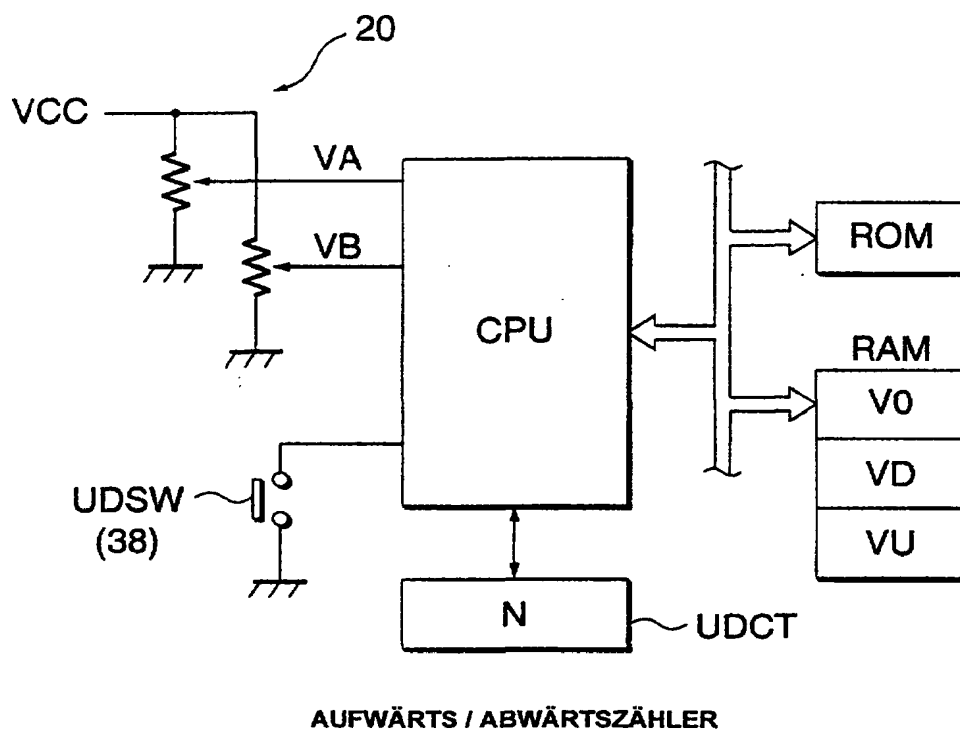 20
VCC
VA
VB
CPU
ROM
RAM
V0
VD
VU
UDSW
(38)
N
UDCT
AUFWÄRTS / ABWÄRTSZÄHLER